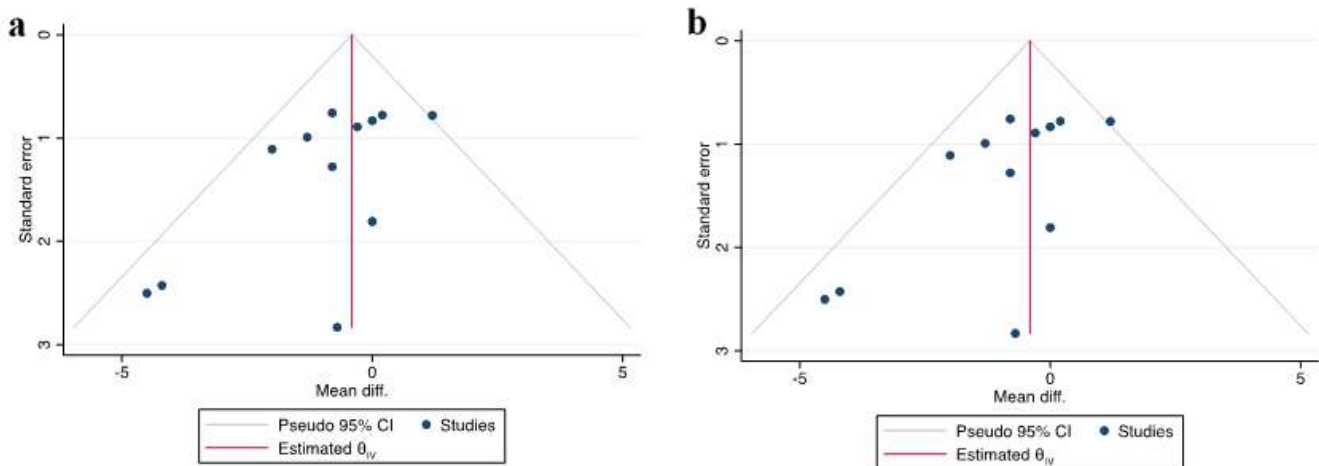 a
0
1
2
3
Standard error
-5
0
5
Mean diff.
Pseudo 95% CI
Studies
Estimated θIV
b
0
1
2
3
Standard error
-5
0
5
Mean diff.
Pseudo 95% CI
Studies
Estimated θIV